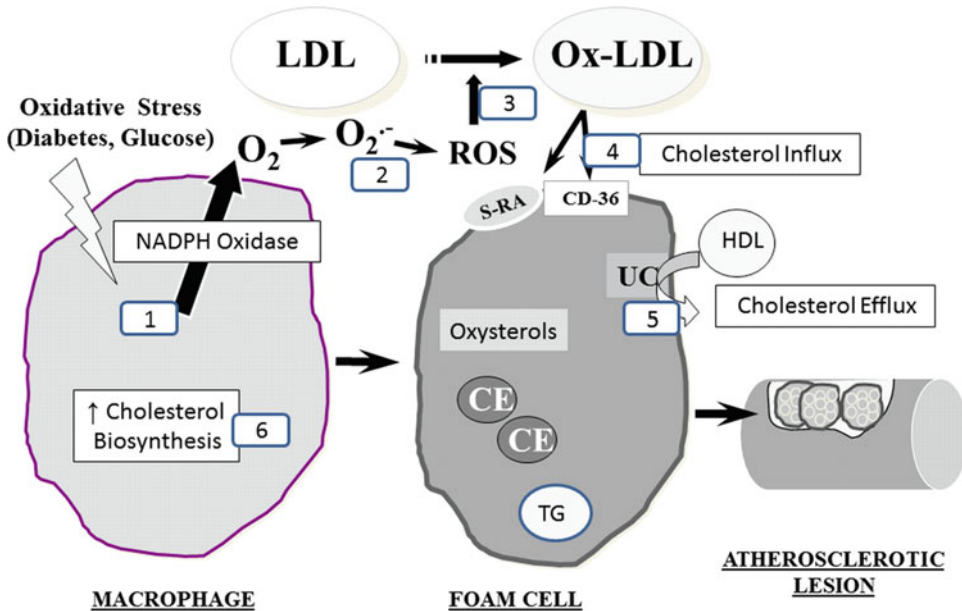 LDL
Ox-LDL
Oxidative Stress
(Diabetes, Glucose)
O2
O2·-
ROS
3
2
4
Cholesterol Influx
S-RA
CD-36
NADPH Oxidase
HDL
UC
1
5
Cholesterol Efflux
Oxysterols
↑ Cholesterol
Biosynthesis
6
CE
CE
TG
MACROPHAGE
FOAM CELL
ATHEROSCLEROTIC
LESION